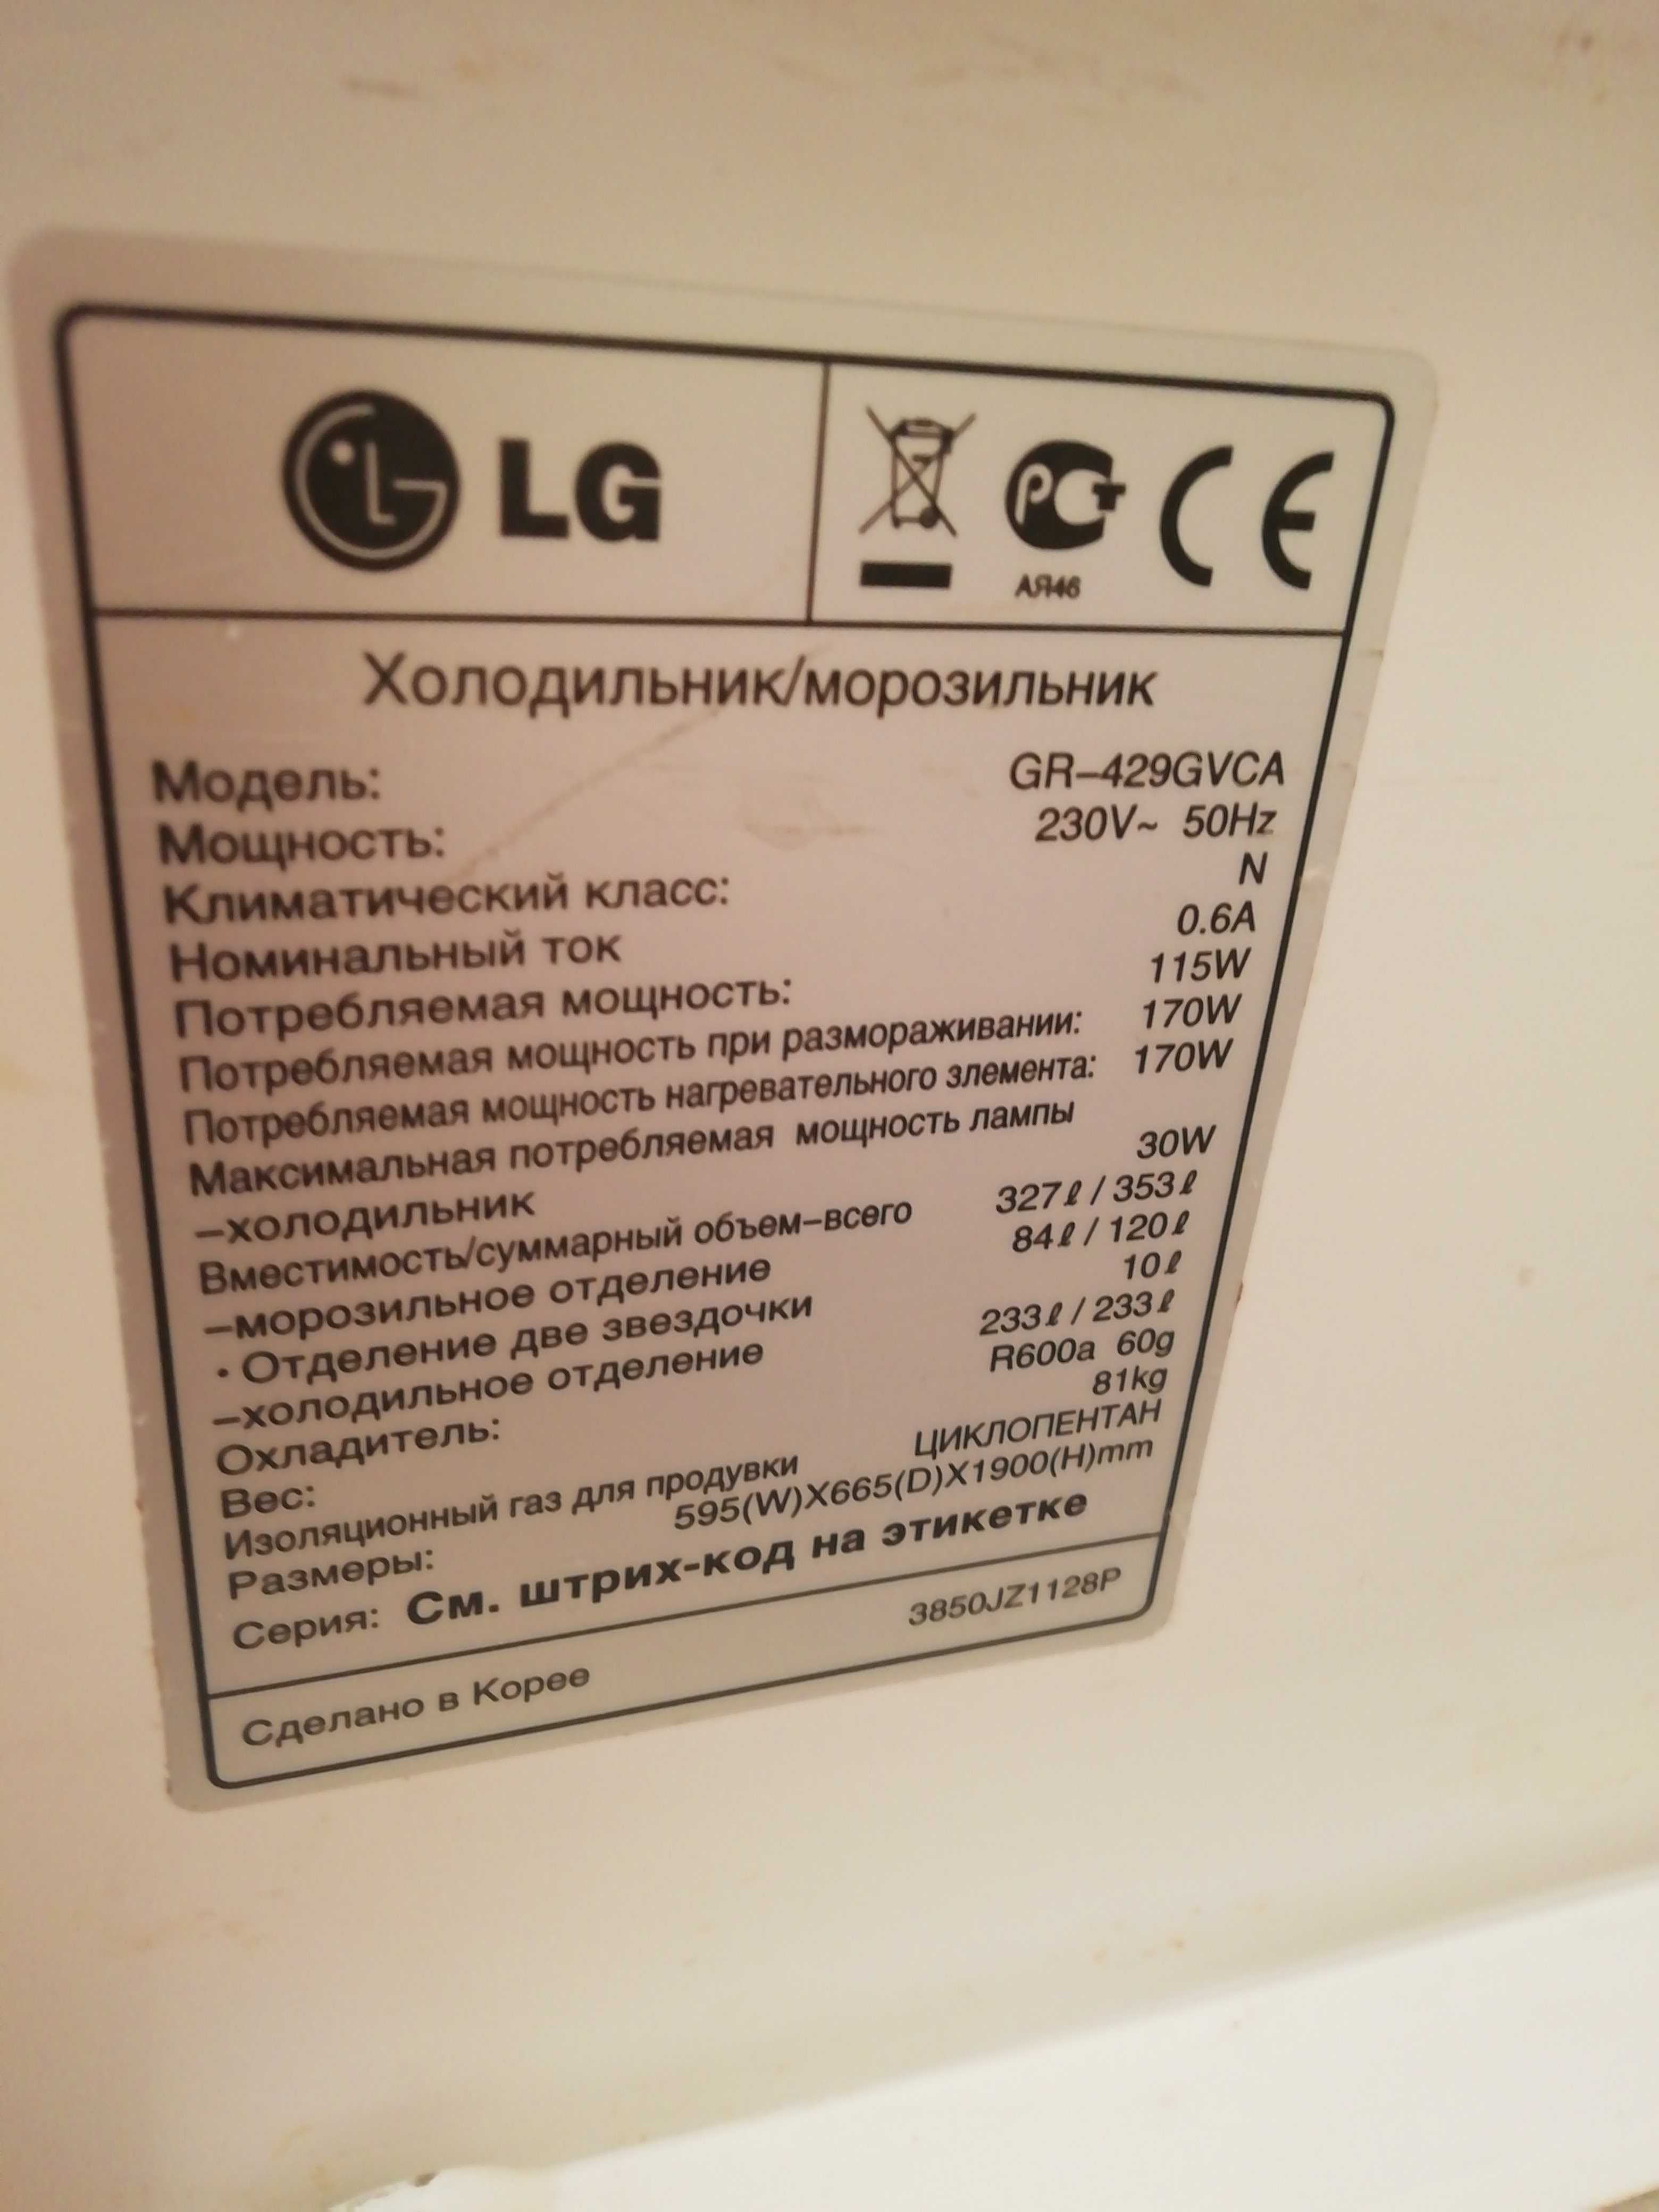 LG
РСТ CE
АЯ46
Холодильник/морозильник
Модель: GR-429GVCA
Мощность: 230V~ 50Hz
Климатический класс: N
Номинальный ток 0.6A
Потребляемая мощность: 115W
Потребляемая мощность при размораживании: 170W
Потребляемая мощность нагревательного злемента: 170W
Максимальная потребляемая мощность лампы
-холодильник 30W
Вместимость/суммарный объем-всего 327ℓ / 353ℓ
-морозильное отделение 84ℓ / 120ℓ
· Отделение две звездочки 10ℓ
-холодильное отделение 233ℓ / 233ℓ
Охладитель: R600a 60g
Вес: 81kg
Изоляционный газ для продувки ЦИКЛОПЕНТАН
Размеры: 595(W)X665(D)X1900(H)mm
Серия: См. штрих-код на этикетке
3850JZ1128P
Сделано в Корее